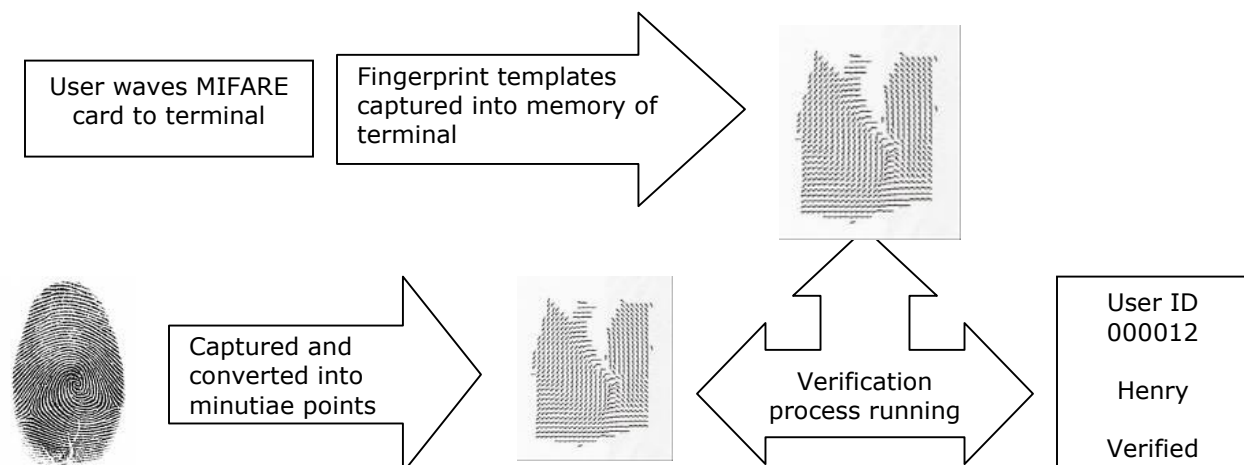 User waves MIFARE
card to terminal
Fingerprint templates
captured into memory of
terminal
Captured and
converted into
minutiae points
Verification
process running
User ID
000012
Henry
Verified